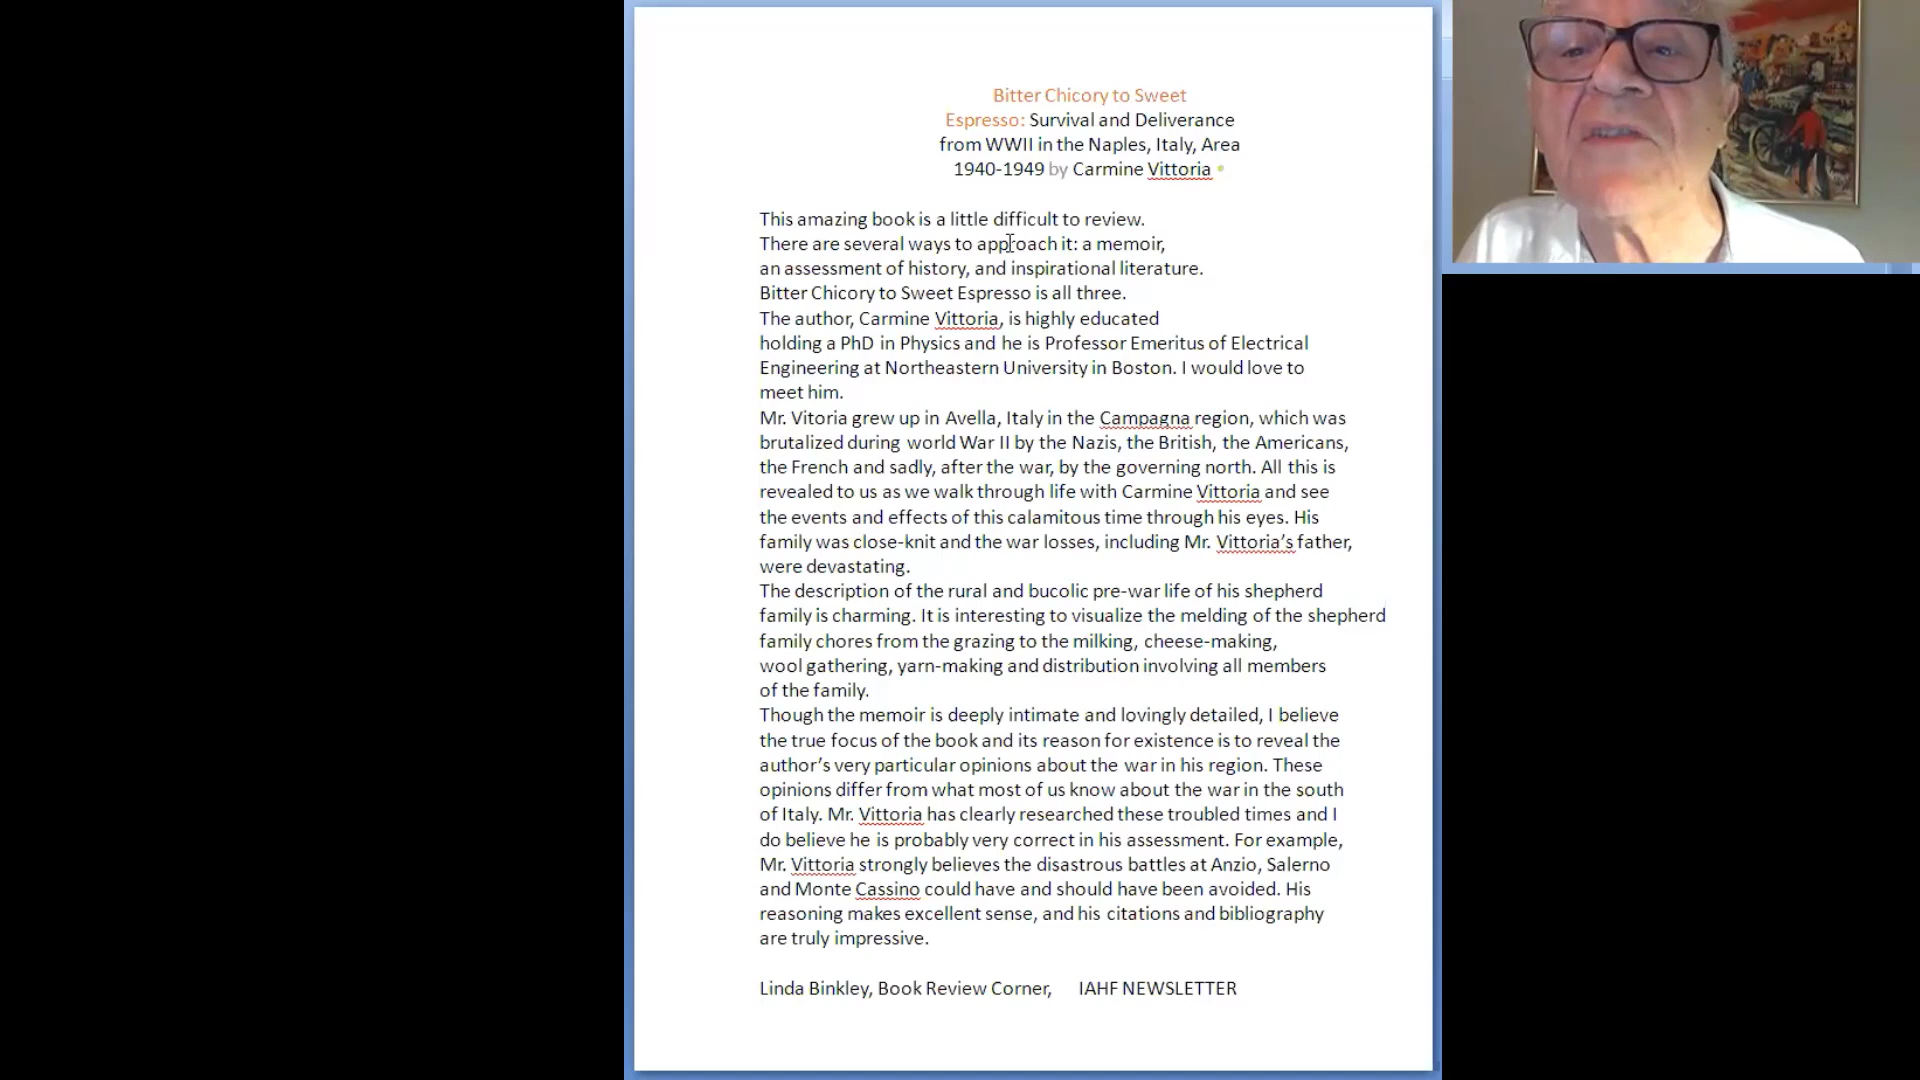 Bitter Chicory to Sweet
Espresso: Survival and Deliverance
from WWII in the Naples, Italy, Area
1940-1949 by Carmine Vittoria
This amazing book is a little difficult to review.
There are several ways to approach it: a memoir,
an assessment of history, and inspirational literature.
Bitter Chicory to Sweet Espresso is all three.
The author, Carmine Vittoria, is highly educated
holding a PhD in Physics and he is Professor Emeritus of Electrical
Engineering at Northeastern University in Boston. I would love to
meet him.
Mr. Vitoria grew up in Avella, Italy in the Campagna region, which was
brutalized during world War II by the Nazis, the British, the Americans,
the French and sadly, after the war, by the governing north. All this is
revealed to us as we walk through life with Carmine Vittoria and see
the events and effects of this calamitous time through his eyes. His
family was close-knit and the war losses, including Mr. Vittoria’s father,
were devastating.
The description of the rural and bucolic pre-war life of his shepherd
family is charming. It is interesting to visualize the melding of the shepherd
family chores from the grazing to the milking, cheese-making,
wool gathering, yarn-making and distribution involving all members
of the family.
Though the memoir is deeply intimate and lovingly detailed, I believe
the true focus of the book and its reason for existence is to reveal the
author’s very particular opinions about the war in his region. These
opinions differ from what most of us know about the war in the south
of Italy. Mr. Vittoria has clearly researched these troubled times and I
do believe he is probably very correct in his assessment. For example,
Mr. Vittoria strongly believes the disastrous battles at Anzio, Salerno
and Monte Cassino could have and should have been avoided. His
reasoning makes excellent sense, and his citations and bibliography
are truly impressive.
Linda Binkley, Book Review Corner, IAHF NEWSLETTER